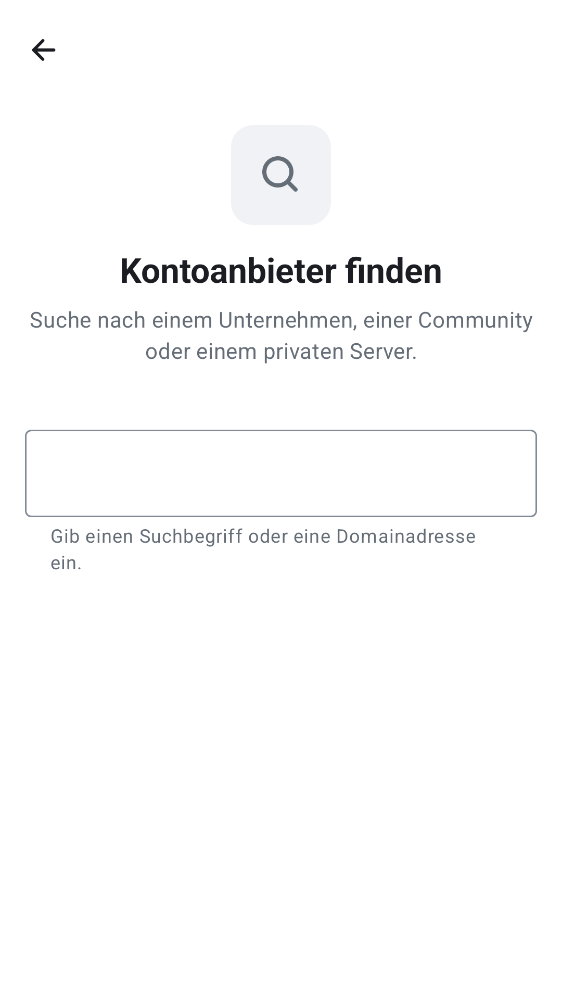 Kontoanbieter finden
Suche nach einem Unternehmen, einer Community
oder einem privaten Server.
Gib einen Suchbegriff oder eine Domainadresse
ein.